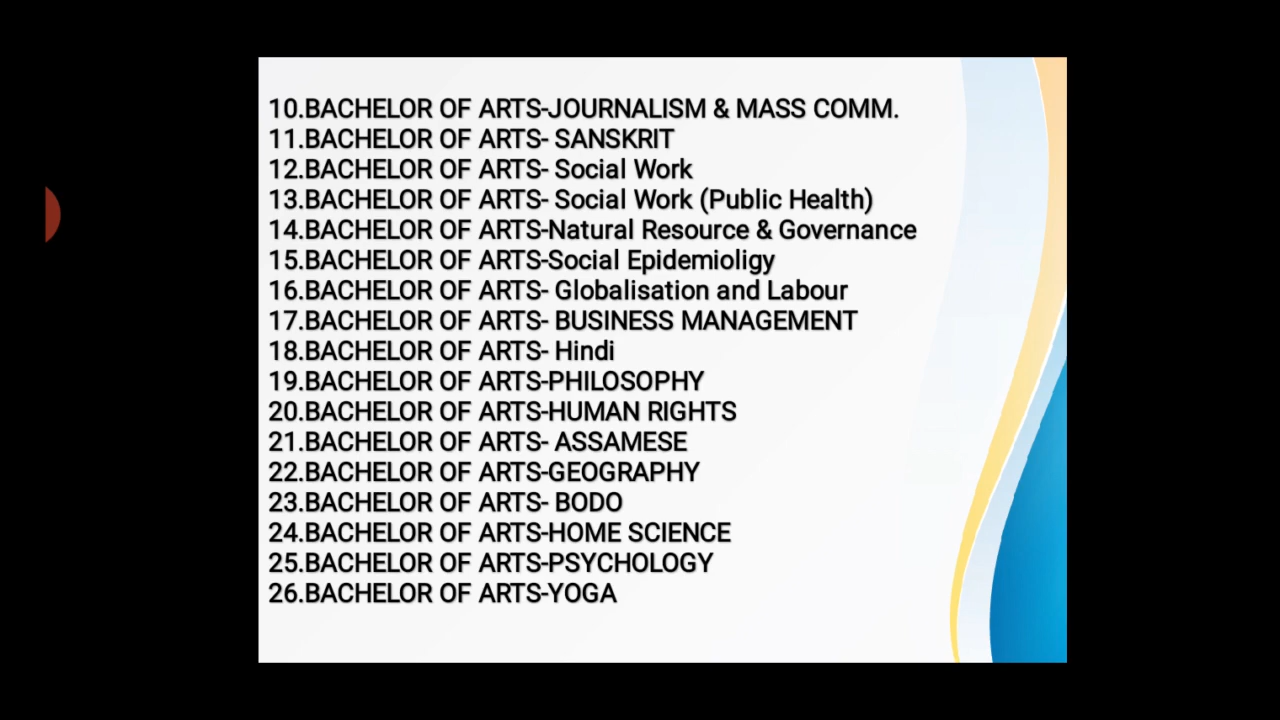 10.BACHELOR OF ARTS-JOURNALISM & MASS COMM.
11.BACHELOR OF ARTS- SANSKRIT
12.BACHELOR OF ARTS- Social Work
13.BACHELOR OF ARTS- Social Work (Public Health)
14.BACHELOR OF ARTS-Natural Resource & Governance
15.BACHELOR OF ARTS-Social Epidemioligy
16.BACHELOR OF ARTS- Globalisation and Labour
17.BACHELOR OF ARTS- BUSINESS MANAGEMENT
18.BACHELOR OF ARTS- Hindi
19.BACHELOR OF ARTS-PHILOSOPHY
20.BACHELOR OF ARTS-HUMAN RIGHTS
21.BACHELOR OF ARTS- ASSAMESE
22.BACHELOR OF ARTS-GEOGRAPHY
23.BACHELOR OF ARTS- BODO
24.BACHELOR OF ARTS-HOME SCIENCE
25.BACHELOR OF ARTS-PSYCHOLOGY
26.BACHELOR OF ARTS-YOGA